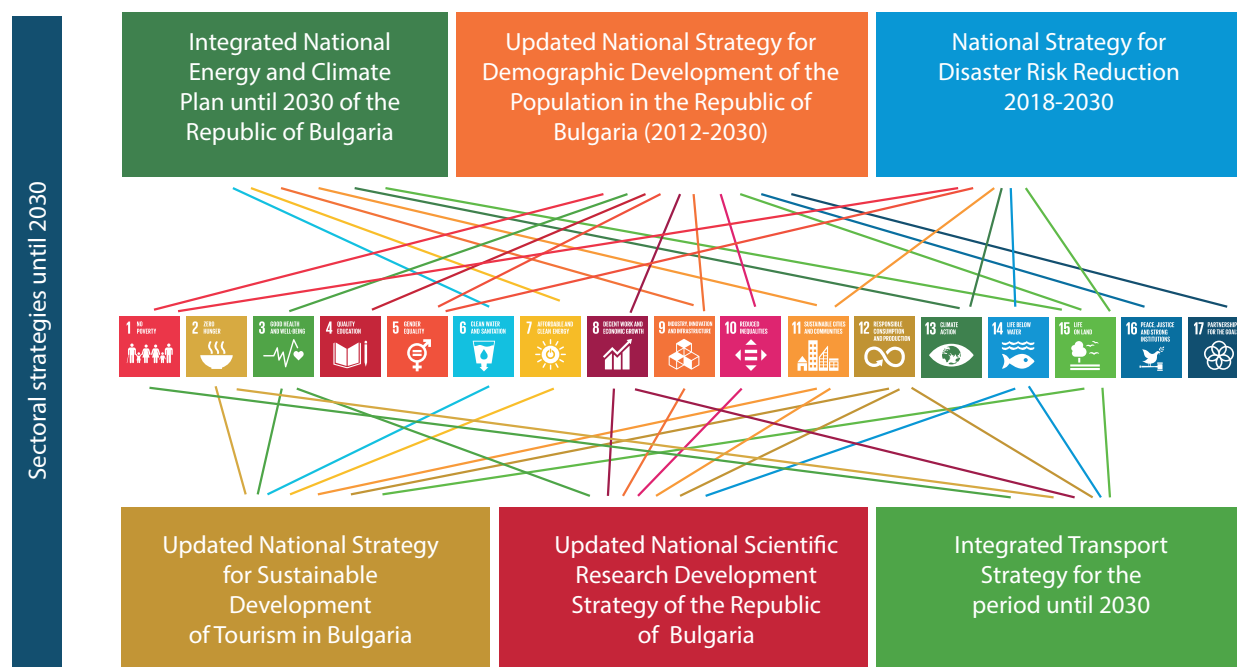 Sectoral strategies until 2030
Integrated National
Energy and Climate
Plan until 2030 of the
Republic of Bulgaria
Updated National Strategy for
Demographic Development of the
Population in the Republic of
Bulgaria (2012-2030)
National Strategy for
Disaster Risk Reduction
2018-2030
1 NO
POVERTY
2 ZERO
HUNGER
3 GOOD HEALTH
AND WELL-BEING
4 QUALITY
EDUCATION
5 GENDER
EQUALITY
6 CLEAN WATER
AND SANITATION
7 AFFORDABLE AND
CLEAN ENERGY
8 DECENT WORK AND
ECONOMIC GROWTH
9 INDUSTRY, INNOVATION
AND INFRASTRUCTURE
10 REDUCED
INEQUALITIES
11 SUSTAINABLE CITIES
AND COMMUNITIES
12 RESPONSIBLE
CONSUMPTION
AND PRODUCTION
13 CLIMATE
ACTION
14 LIFE BELOW
WATER
15 LIFE
ON LAND
16 PEACE, JUSTICE
AND STRONG
INSTITUTIONS
17 PARTNERSHIP
FOR THE GOAL
Updated National Strategy
for Sustainable
Development
of Tourism in Bulgaria
Updated National Scientific
Research Development
Strategy of the Republic
of Bulgaria
Integrated Transport
Strategy for the
period until 2030